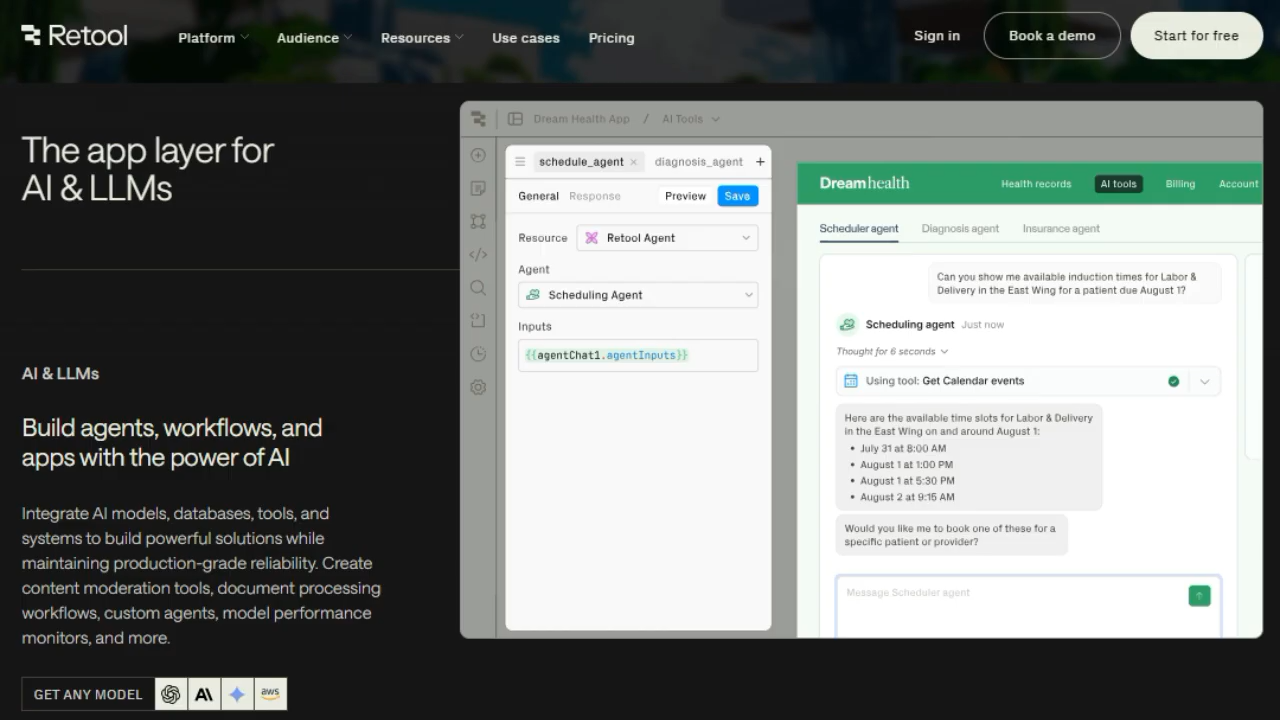 Retool
Platform
Audience
Resources
Use cases
Pricing
Sign in
Book a demo
Start for free
The app layer for
AI & LLMs
AI & LLMs
Build agents, workflows, and
apps with the power of AI
Integrate AI models, databases, tools, and
systems to build powerful solutions while
maintaining production-grade reliability. Create
content moderation tools, document processing
workflows, custom agents, model performance
monitors, and more.
GET ANY MODEL
aws
Dream Health App / AI Tools
schedule_agent
diagnosis_agent
General
Response
Preview
Save
Resource
Retool Agent
Agent
Scheduling Agent
Inputs
{{agentChat1.agentInputs}}
Dreamhealth
Health records
AI tools
Billing
Account
Scheduler agent
Diagnosis agent
Insurance agent
Can you show me available induction times for Labor &
Delivery in the East Wing for a patient due August 1?
Scheduling agent Just now
Thought for 6 seconds
Using tool: Get Calendar events
Here are the available time slots for Labor & Delivery
in the East Wing on and around August 1:
• July 31 at 8:00 AM
• August 1 at 1:00 PM
• August 1 at 5:30 PM
• August 2 at 9:15 AM
Would you like me to book one of these for a
specific patient or provider?
Message Scheduler agent